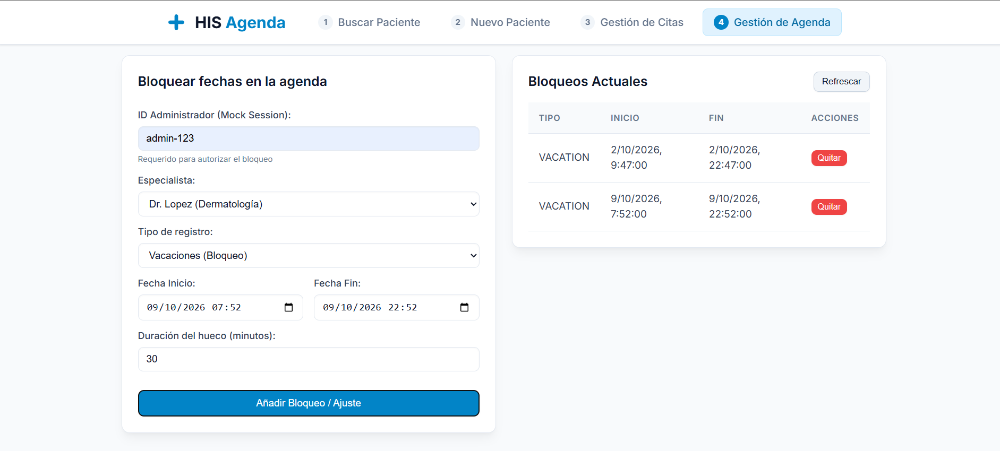 HIS Agenda
1 Buscar Paciente
2 Nuevo Paciente
3 Gestión de Citas
4 Gestión de Agenda
Bloquear fechas en la agenda
ID Administrador (Mock Session):
admin-123
Requerido para autorizar el bloqueo
Especialista:
Dr. Lopez (Dermatología)
Tipo de registro:
Vacaciones (Bloqueo)
Fecha Inicio: Fecha Fin:
09/10/2026 07:52 09/10/2026 22:52
Duración del hueco (minutos):
30
Añadir Bloqueo / Ajuste
Bloqueos Actuales
Refrescar
TIPO INICIO FIN ACCIONES
VACATION 2/10/2026, 9:47:00 2/10/2026, 22:47:00 Quitar
VACATION 9/10/2026, 7:52:00 9/10/2026, 22:52:00 Quitar